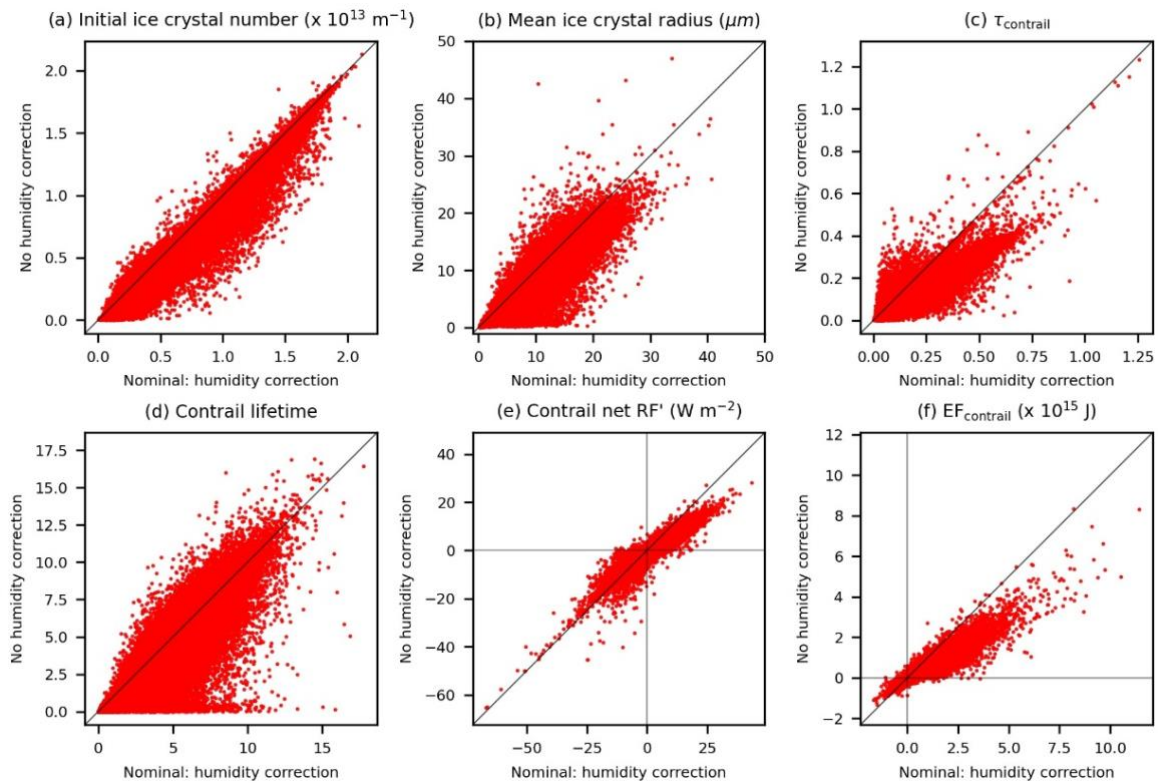 (a) Initial ice crystal number (x 10¹³ m⁻¹)
(b) Mean ice crystal radius (μm)
(c) τcontrail
No humidity correction
2.0
1.5
1.0
0.5
0.0
0.0 0.5 1.0 1.5 2.0
Nominal: humidity correction
No humidity correction
50
40
30
20
10
0
0 10 20 30 40 50
Nominal: humidity correction
No humidity correction
1.2
1.0
0.8
0.6
0.4
0.2
0.0
0.00 0.25 0.50 0.75 1.00 1.25
Nominal: humidity correction
(d) Contrail lifetime
(e) Contrail net RF' (W m⁻²)
(f) EFcontrail (x 10¹⁵ J)
No humidity correction
17.5
15.0
12.5
10.0
7.5
5.0
2.5
0.0
0 5 10 15
Nominal: humidity correction
No humidity correction
40
20
0
−20
−40
−60
−50 −25 0 25
Nominal: humidity correction
No humidity correction
12
10
8
6
4
2
0
−2
0.0 2.5 5.0 7.5 10.0
Nominal: humidity correction